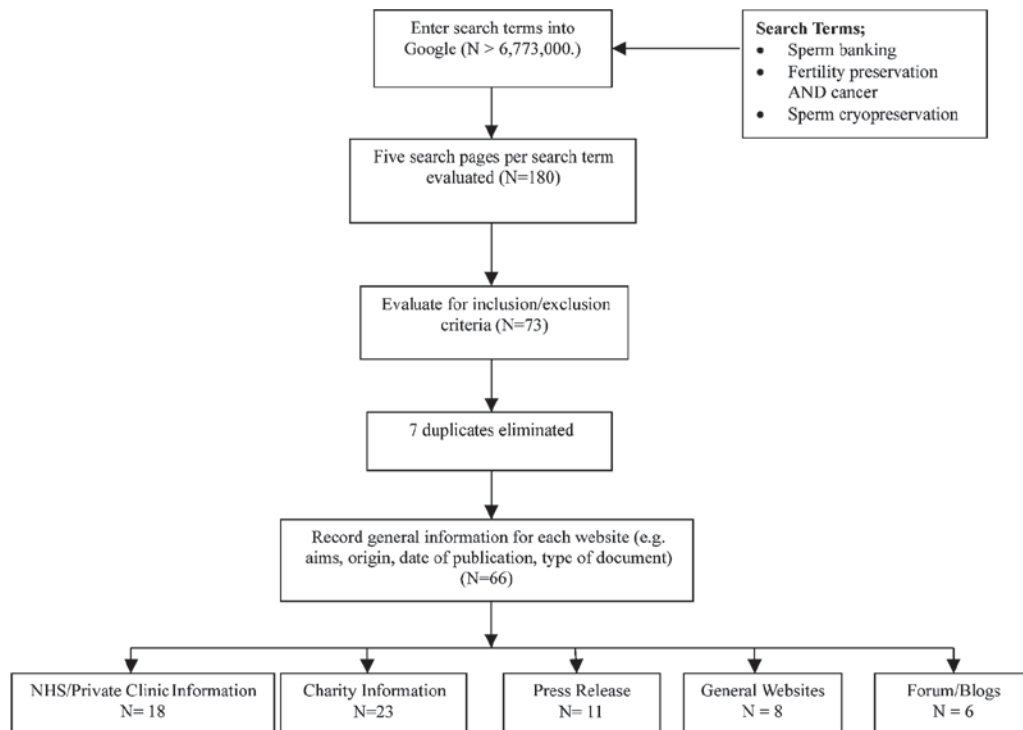 Enter search terms into
Google (N > 6,773,000.)
Search Terms;
• Sperm banking
• Fertility preservation
AND cancer
• Sperm cryopreservation
Five search pages per search term
evaluated (N=180)
Evaluate for inclusion/exclusion
criteria (N=73)
7 duplicates eliminated
Record general information for each website (e.g.
aims, origin, date of publication, type of document)
(N=66)
NHS/Private Clinic Information
N= 18
Charity Information
N=23
Press Release
N= 11
General Websites
N = 8
Forum/Blogs
N = 6